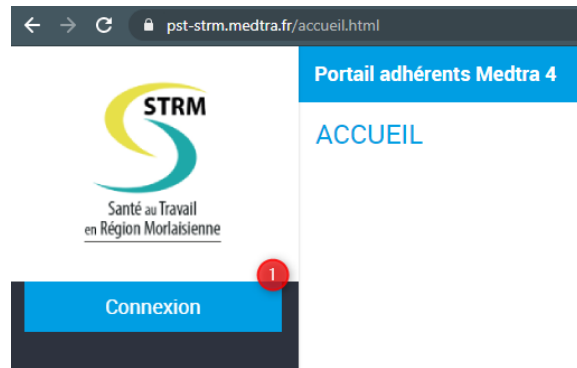 pst-strm.medtra.fr/accueil.html
Portail adhérents Medtra 4
STRM
ACCUEIL
Santé au Travail
en Région Morlaisienne
1
Connexion